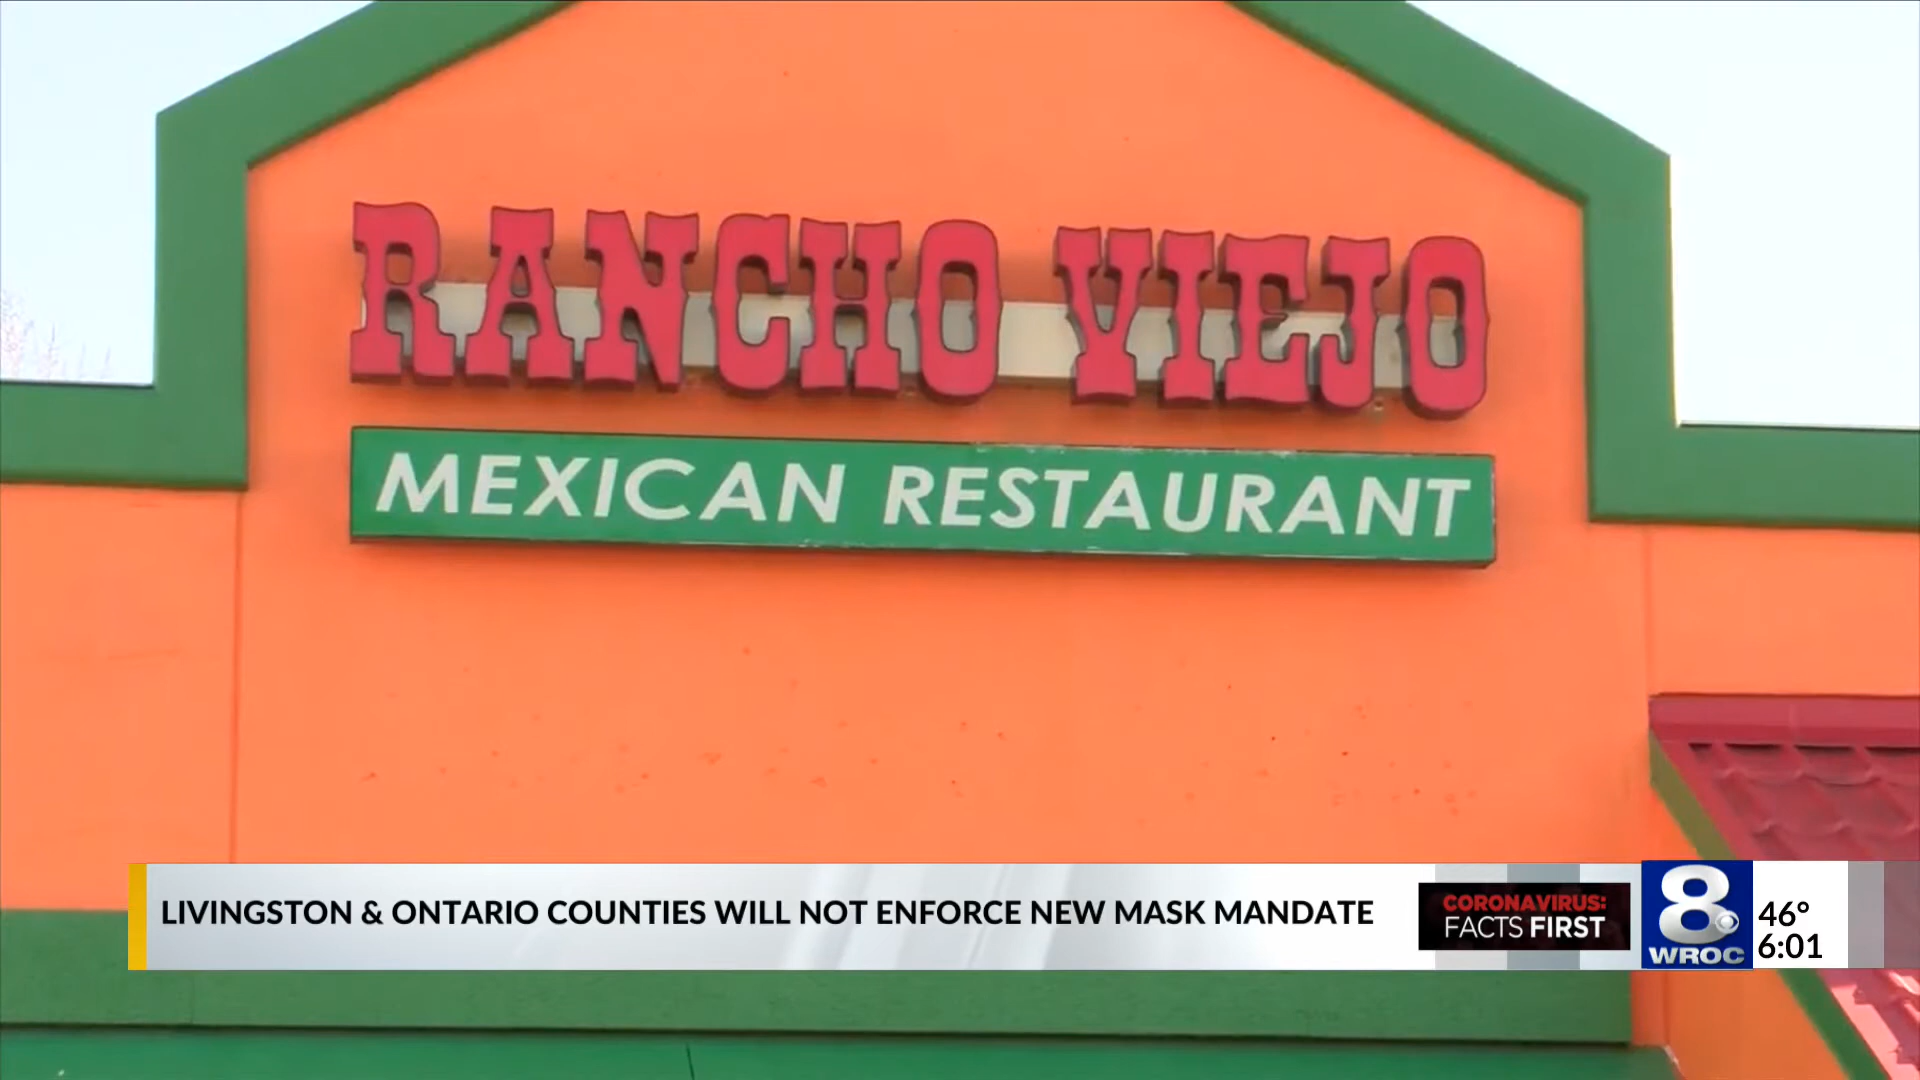 RANCHO VIEJO
MEXICAN RESTAURANT
LIVINGSTON & ONTARIO COUNTIES WILL NOT ENFORCE NEW MASK MANDATE
CORONAVIRUS:
FACTS FIRST
8
WROC
46°
6:01